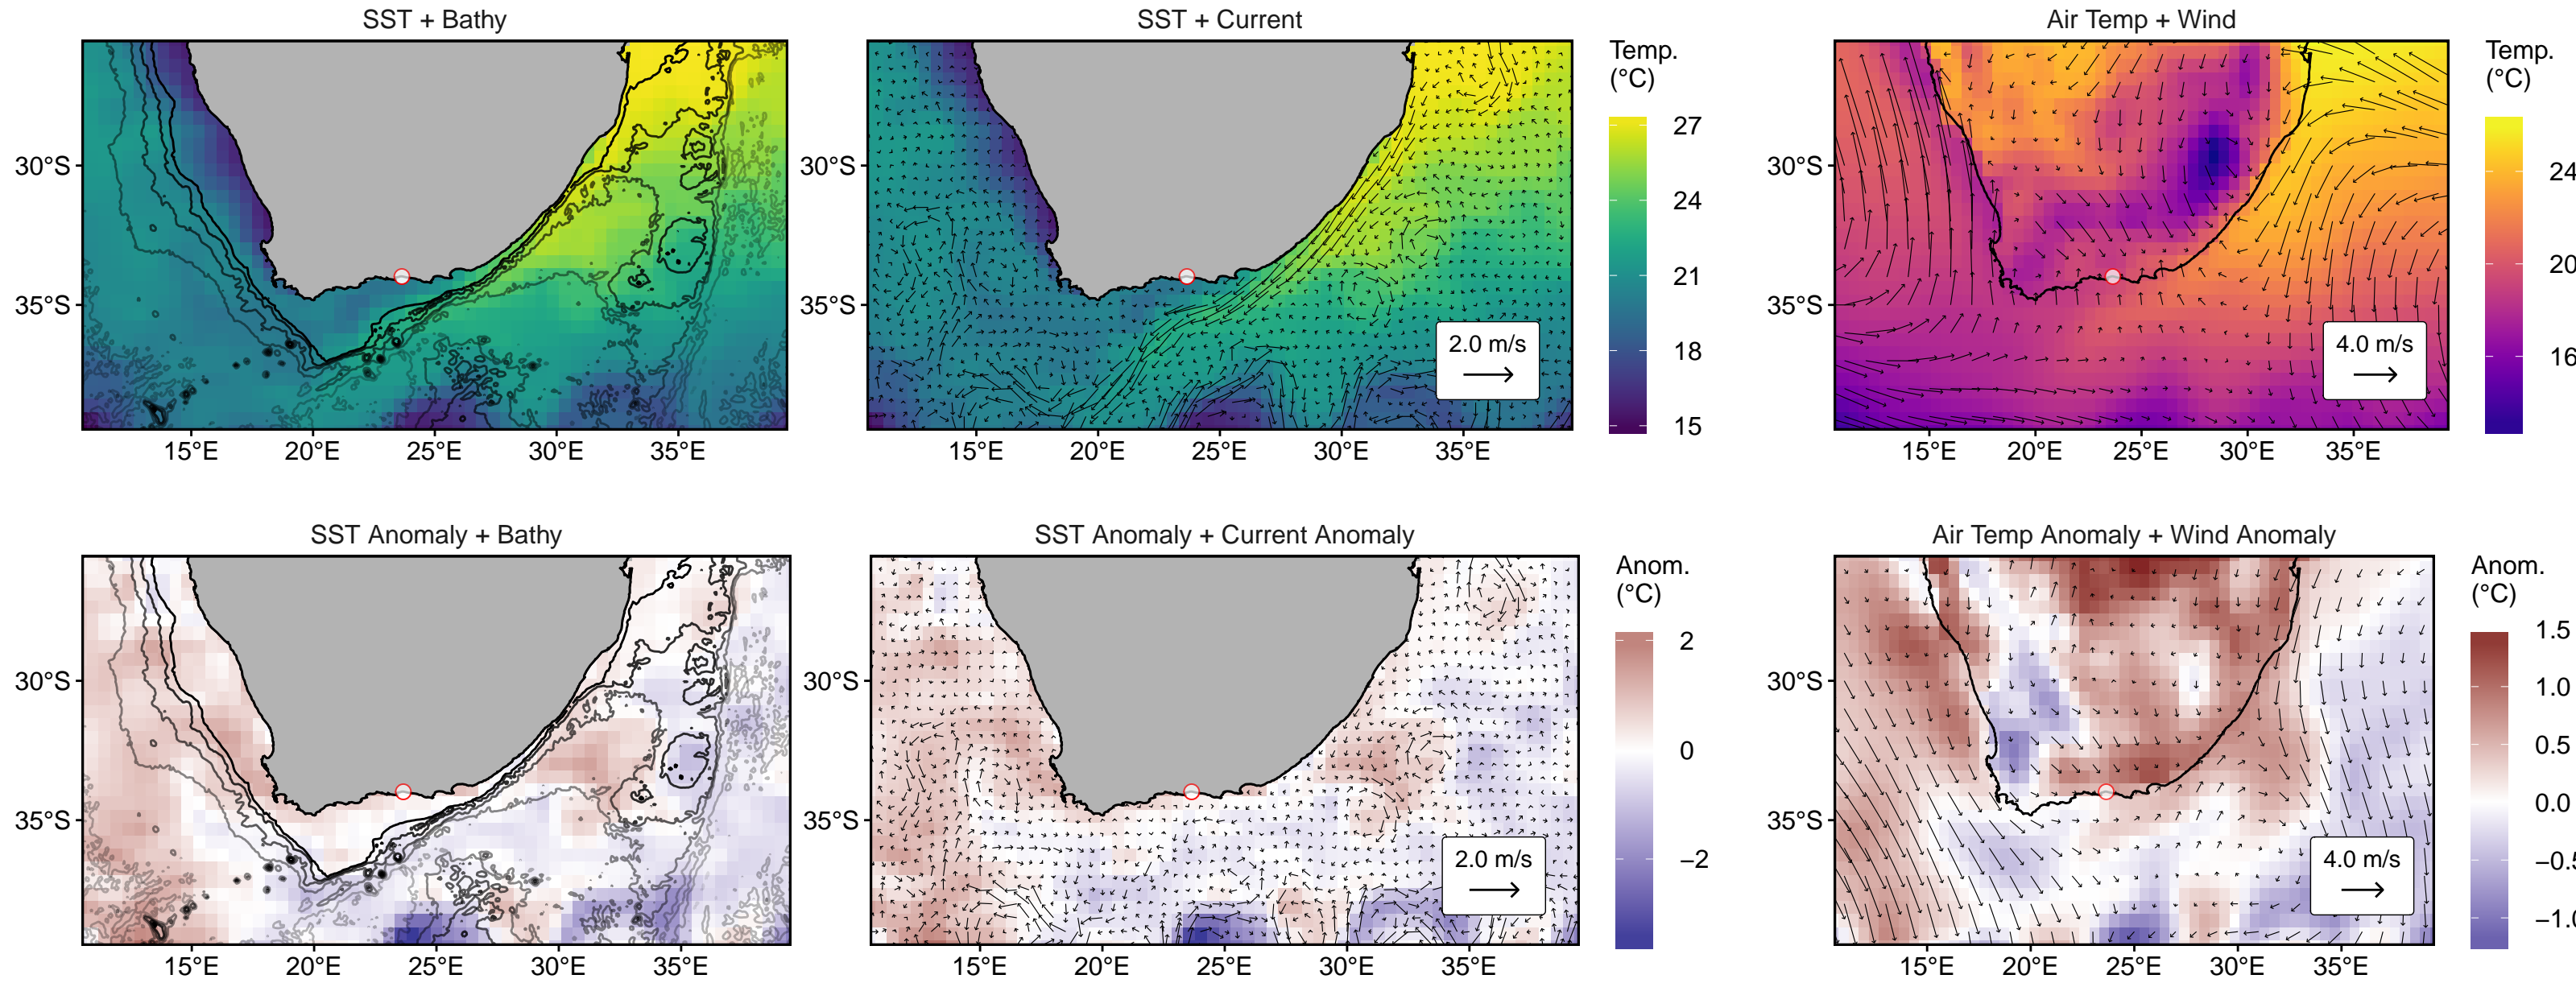 SST + Bathy
SST + Current
Air Temp + Wind
30°S
35°S
15°E
20°E
25°E
30°E
35°E
30°S
35°S
15°E
20°E
25°E
30°E
35°E
2.0 m/s
Temp.
(°C)
27
24
21
18
15
30°S
35°S
15°E
20°E
25°E
30°E
35°E
4.0 m/s
Temp.
(°C)
24
20
16
SST Anomaly + Bathy
SST Anomaly + Current Anomaly
Air Temp Anomaly + Wind Anomaly
30°S
35°S
15°E
20°E
25°E
30°E
35°E
30°S
35°S
15°E
20°E
25°E
30°E
35°E
2.0 m/s
Anom.
(°C)
2
0
−2
30°S
35°S
15°E
20°E
25°E
30°E
35°E
4.0 m/s
Anom.
(°C)
1.5
1.0
0.5
0.0